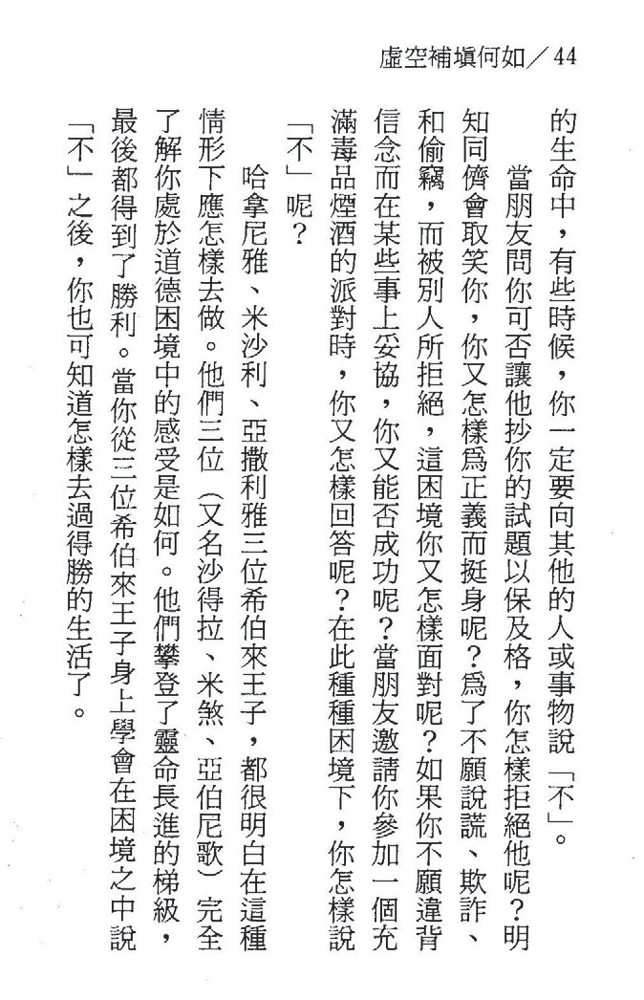 虛空補填何如／44
的生命中，有些時候，你一定要向其他的人或事物說「不」。
當朋友問你可否讓他抄你的試題以保及格，你怎樣拒絕他呢？明
知同儕會取笑你，你又怎樣爲正義而挺身呢？爲了不願說謊、欺詐、
和偷竊，而被別人所拒絕，這困境你又怎樣面對呢？如果你不願違背
信念而在某些事上妥協，你又能否成功呢？當朋友邀請你參加一個充
滿毒品煙酒的派對時，你又怎樣回答呢？在此種種困境下，你怎樣說
「不」呢？
哈拿尼雅、米沙利、亞撒利雅三位希伯來王子，都很明白在這種
情形下應怎樣去做。他們三位（又名沙得拉、米煞、亞伯尼歌）完全
了解你處於道德困境中的感受是如何。他們攀登了靈命長進的梯級，
最後都得到了勝利。當你從三位希伯來王子身上學會在困境之中說
「不」之後，你也可知道怎樣去過得勝的生活了。